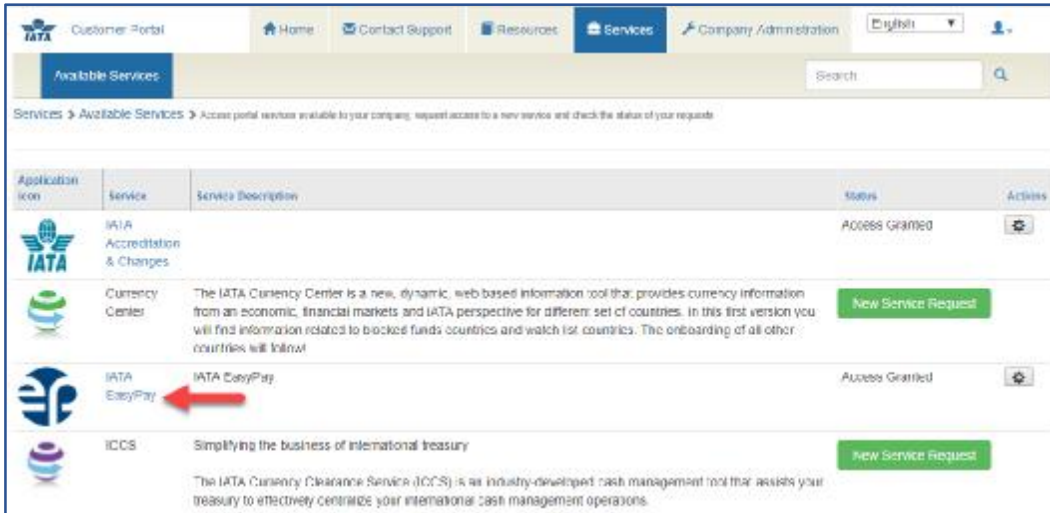 IATA
Customer Portal
Home
Contact Support
Resources
Services
Company Administration
English
Available Services
Search
Services > Available Services > Access portal services available to your company, request access to a new service and check the status of your requests
Application Icon
Service
Service Description
Status
Actions
IATA
IATA
Accreditation
& Changes
Access Granted
Currency
Center
The IATA Currency Center is a new, dynamic, web based information tool that provides currency information
from an economic, financial markets and IATA perspective for different set of countries. In this first version you
will find information related to blocked funds countries and watch list countries. The onboarding of all other
countries will follow!
New Service Request
IATA
EasyPay
IATA EasyPay
Access Granted
ICCS
Simplifying the business of international treasury
The IATA Currency Clearance Service (ICCS) is an industry-developed cash management tool that assists your
treasury to effectively centralize your international cash management operations.
New Service Request